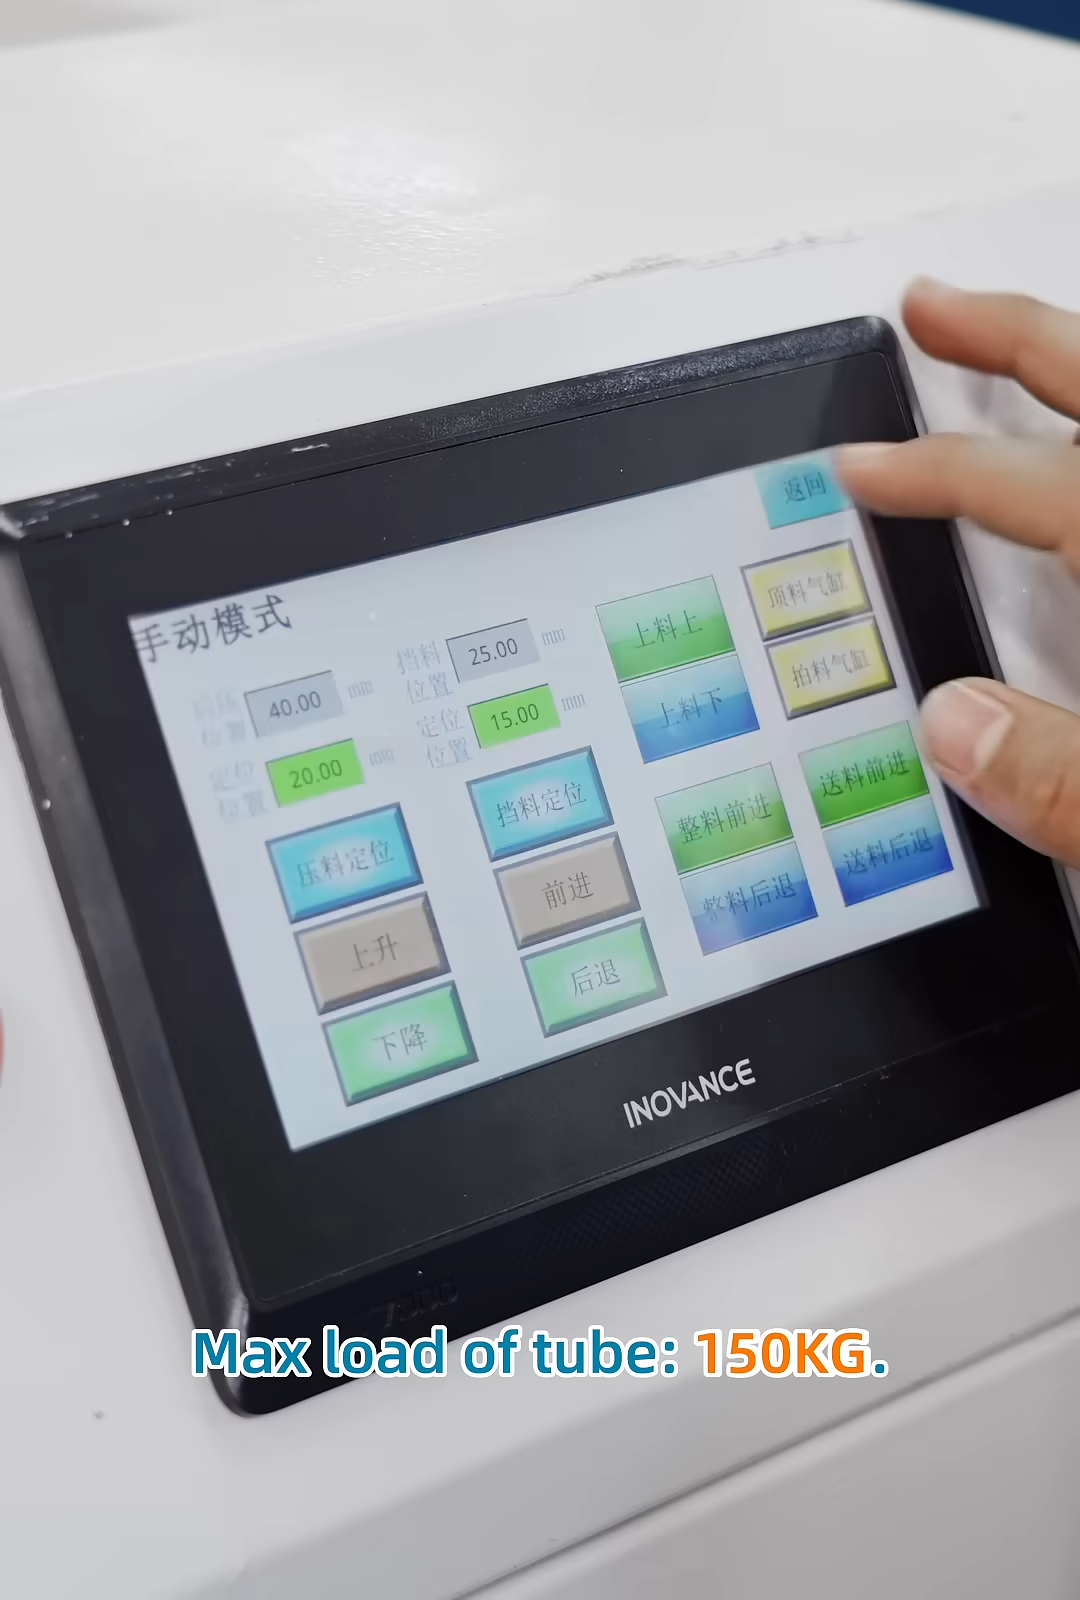 返回
手动模式
顶料气缸
上料上
挡料位置 25.00 mm
拍料气缸
40.00 mm
上料下
定位位置 15.00 mm
定位位置 20.00 mm
送料前进
挡料定位
整料前进
压料定位
送料后退
前进
整料后退
上升
后退
下降
INOVANCE
Max load of tube: 150KG.